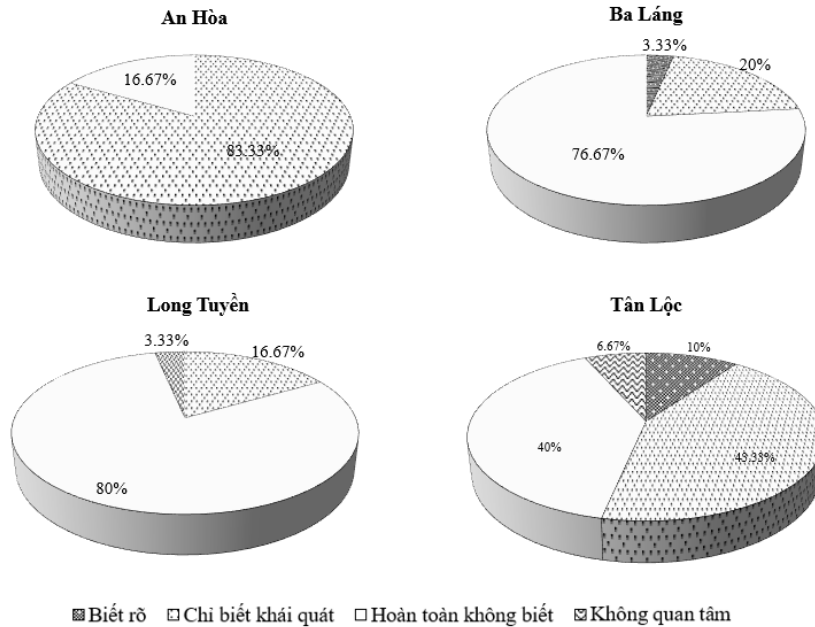 An Hòa
16.67%
83.33%
Ba Láng
3.33%
20%
76.67%
Long Tuyền
3.33%
16.67%
80%
Tân Lộc
6.67%
10%
40%
43.33%
Biết rõ Chỉ biết khái quát Hoàn toàn không biết Không quan tâm